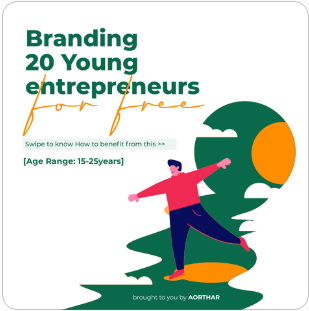 Branding
20 Young
entrepreneurs
for free
Swipe to know How to benefit from this >>
[Age Range: 15-25years]
brought to you by AORTHAR